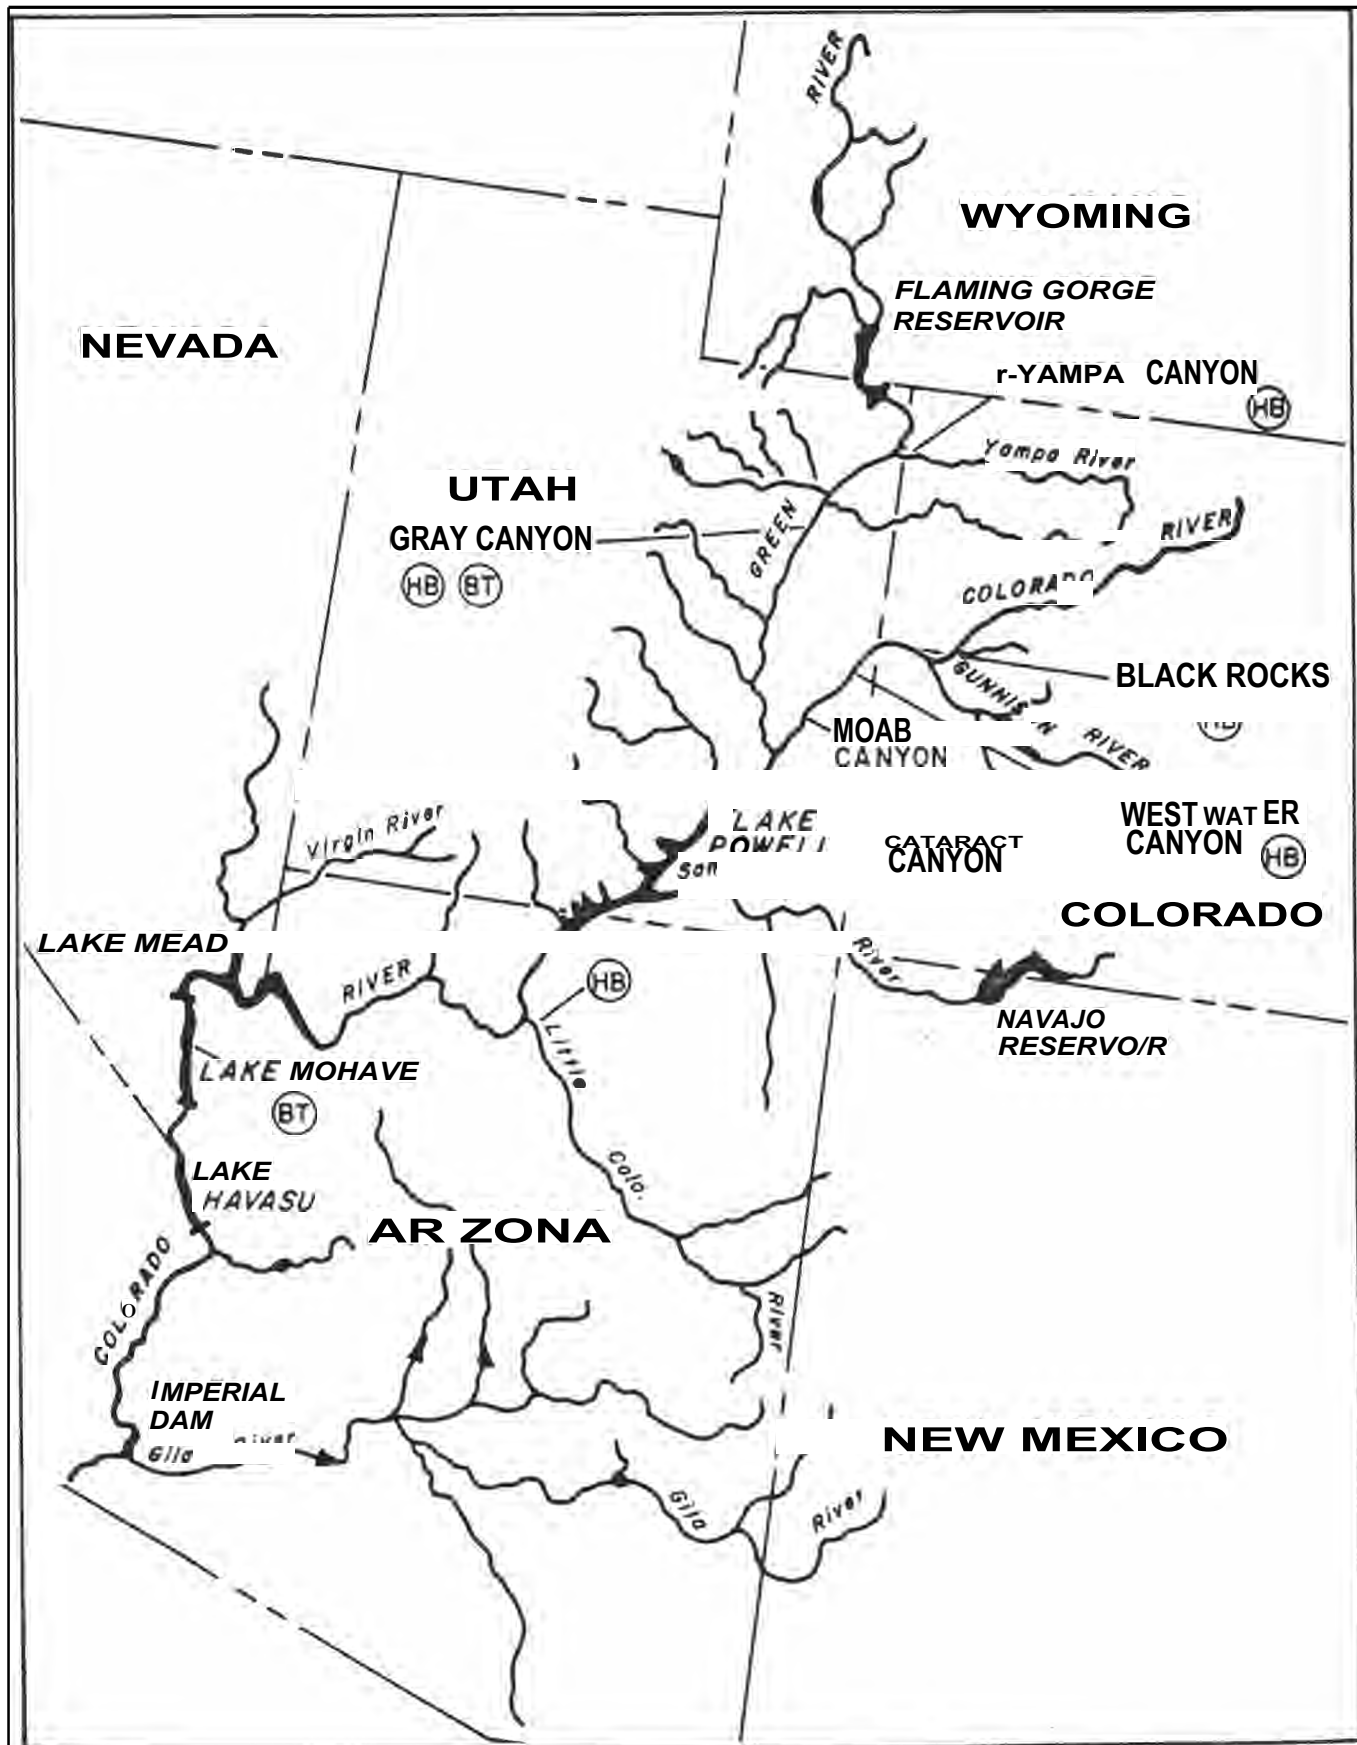 RIVER
WYOMING
FLAMING GORGE
RESERVOIR
NEVADA
r-YAMPA CANYON
HB
Yampa River
UTAH
GRAY CANYON
HB BT
GREEN
RIVER
COLORADO
BLACK ROCKS
GUNNIS N RIVER
MOAB
CANYON
Virgin River
LAKE
POWELL
San
CATARACT
CANYON
WEST WAT ER
CANYON
HB
COLORADO
LAKE MEAD
RIVER
HB
River
NAVAJO
RESERVO/R
Little
LAKE MOHAVE
BT
Colo.
LAKE
HAVASU
AR ZONA
COLORADO
River
IMPERIAL
DAM
Gila River
NEW MEXICO
Gila
River